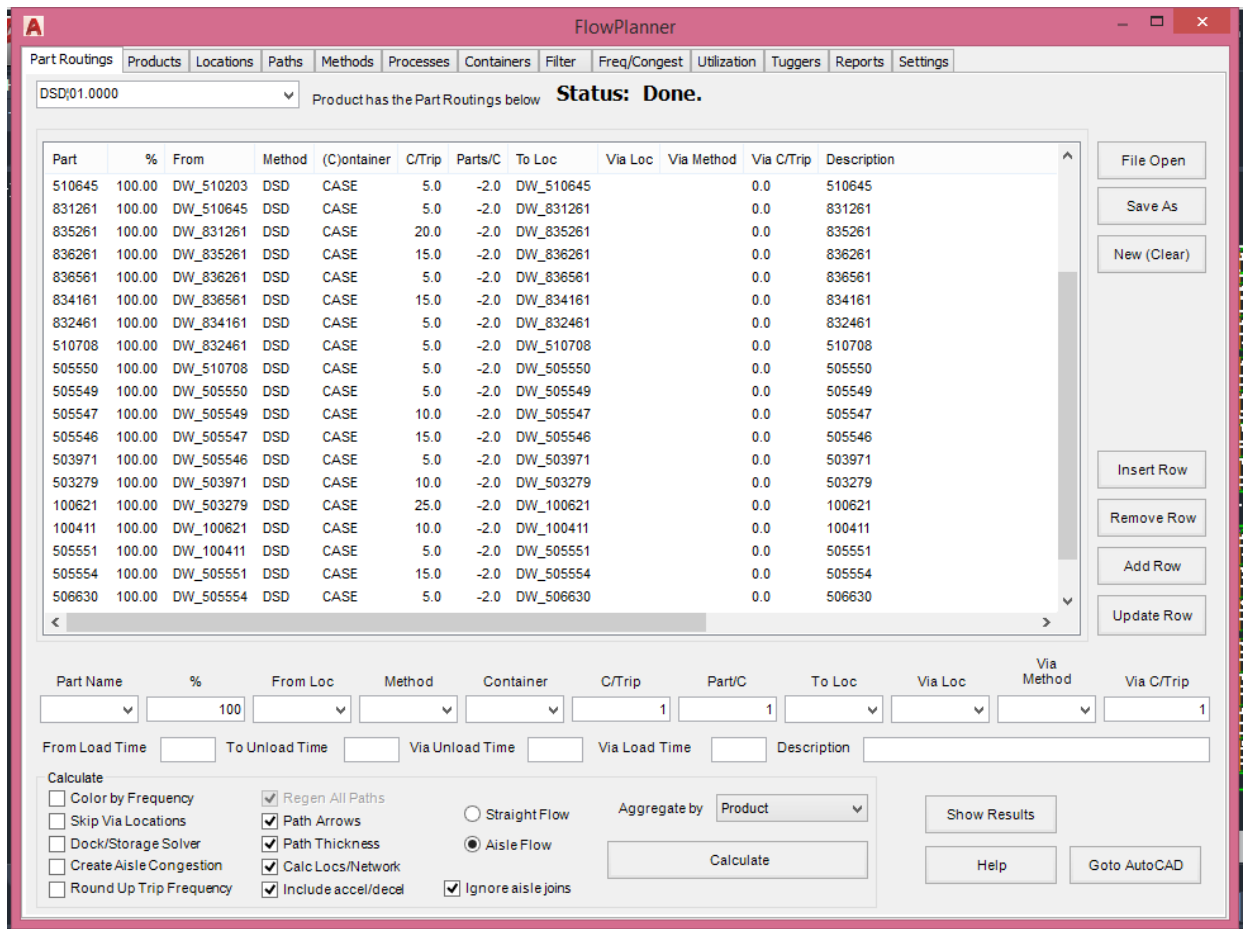 FlowPlanner
Part Routings Products Locations Paths Methods Processes Containers Filter Freq/Congest Utilization Tuggers Reports Settings
DSD¦01.0000 Product has the Part Routings below Status: Done.
Part % From Method (C)ontainer C/Trip Parts/C To Loc Via Loc Via Method Via C/Trip Description
510645 100.00 DW_510203 DSD CASE 5.0 -2.0 DW_510645 0.0 510645
831261 100.00 DW_510645 DSD CASE 5.0 -2.0 DW_831261 0.0 831261
835261 100.00 DW_831261 DSD CASE 20.0 -2.0 DW_835261 0.0 835261
836261 100.00 DW_835261 DSD CASE 15.0 -2.0 DW_836261 0.0 836261
836561 100.00 DW_836261 DSD CASE 5.0 -2.0 DW_836561 0.0 836561
834161 100.00 DW_836561 DSD CASE 15.0 -2.0 DW_834161 0.0 834161
832461 100.00 DW_834161 DSD CASE 5.0 -2.0 DW_832461 0.0 832461
510708 100.00 DW_832461 DSD CASE 5.0 -2.0 DW_510708 0.0 510708
505550 100.00 DW_510708 DSD CASE 5.0 -2.0 DW_505550 0.0 505550
505549 100.00 DW_505550 DSD CASE 5.0 -2.0 DW_505549 0.0 505549
505547 100.00 DW_505549 DSD CASE 10.0 -2.0 DW_505547 0.0 505547
505546 100.00 DW_505547 DSD CASE 15.0 -2.0 DW_505546 0.0 505546
503971 100.00 DW_505546 DSD CASE 5.0 -2.0 DW_503971 0.0 503971
503279 100.00 DW_503971 DSD CASE 10.0 -2.0 DW_503279 0.0 503279
100621 100.00 DW_503279 DSD CASE 25.0 -2.0 DW_100621 0.0 100621
100411 100.00 DW_100621 DSD CASE 10.0 -2.0 DW_100411 0.0 100411
505551 100.00 DW_100411 DSD CASE 5.0 -2.0 DW_505551 0.0 505551
505554 100.00 DW_505551 DSD CASE 15.0 -2.0 DW_505554 0.0 505554
506630 100.00 DW_505554 DSD CASE 5.0 -2.0 DW_506630 0.0 506630
File Open
Save As
New (Clear)
Insert Row
Remove Row
Add Row
Update Row
Part Name % From Loc Method Container C/Trip Part/C To Loc Via Loc Via Method Via C/Trip
100 1 1 1
From Load Time To Unload Time Via Unload Time Via Load Time Description
Calculate
Color by Frequency
Skip Via Locations
Dock/Storage Solver
Create Aisle Congestion
Round Up Trip Frequency
Regen All Paths
Path Arrows
Path Thickness
Calc Locs/Network
Include accel/decel
Straight Flow
Aisle Flow
Ignore aisle joins
Aggregate by Product
Calculate
Show Results
Help
Goto AutoCAD